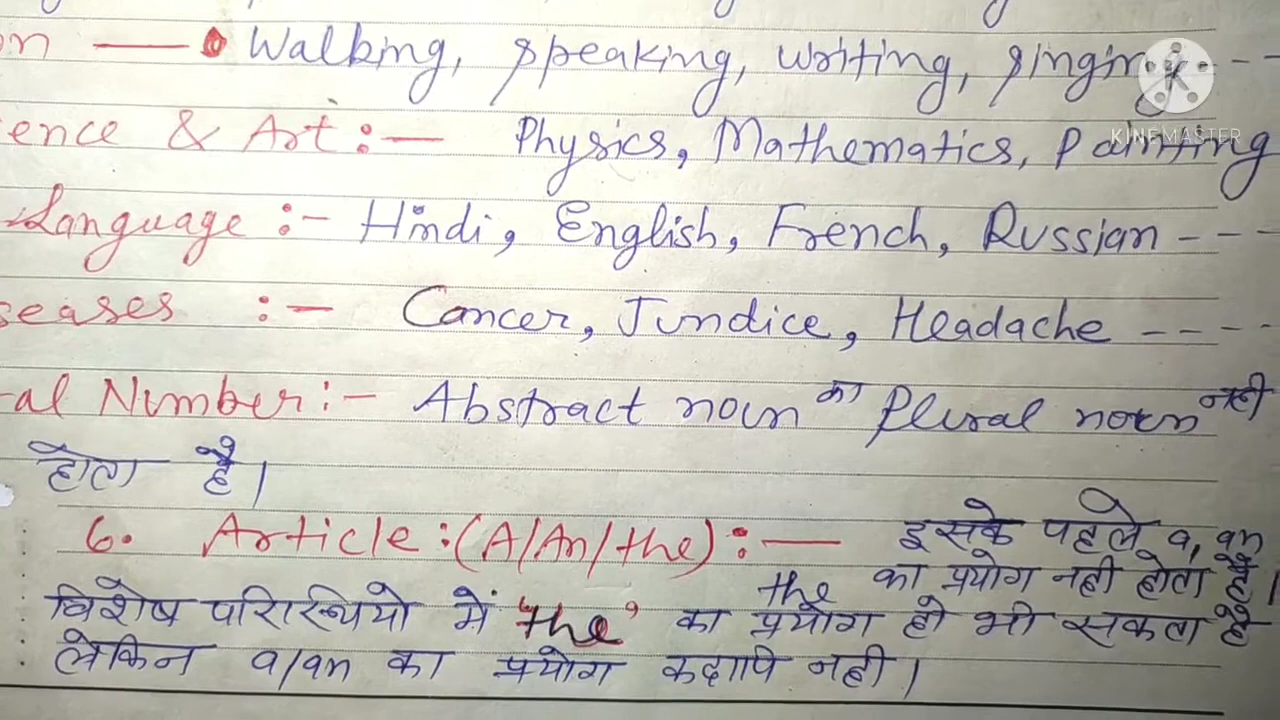 on — Walking, speaking, writing, singing ---
ence & Art :— Physics, Mathematics, Painting
Language :- Hindi, English, French, Russian ---
seases :— Cancer, Jundice, Headache ----
al Number :- Abstract noun का Plural noun नही
होता है।
6. Article : (A/An/the) :— इसके पहले a, an
the का प्रयोग नही होता है।
विशेष परिस्थियो में 'the' का प्रयोग हो भी सकता है
लेकिन a/an का प्रयोग कदापि नही।
K
KINEMASTER